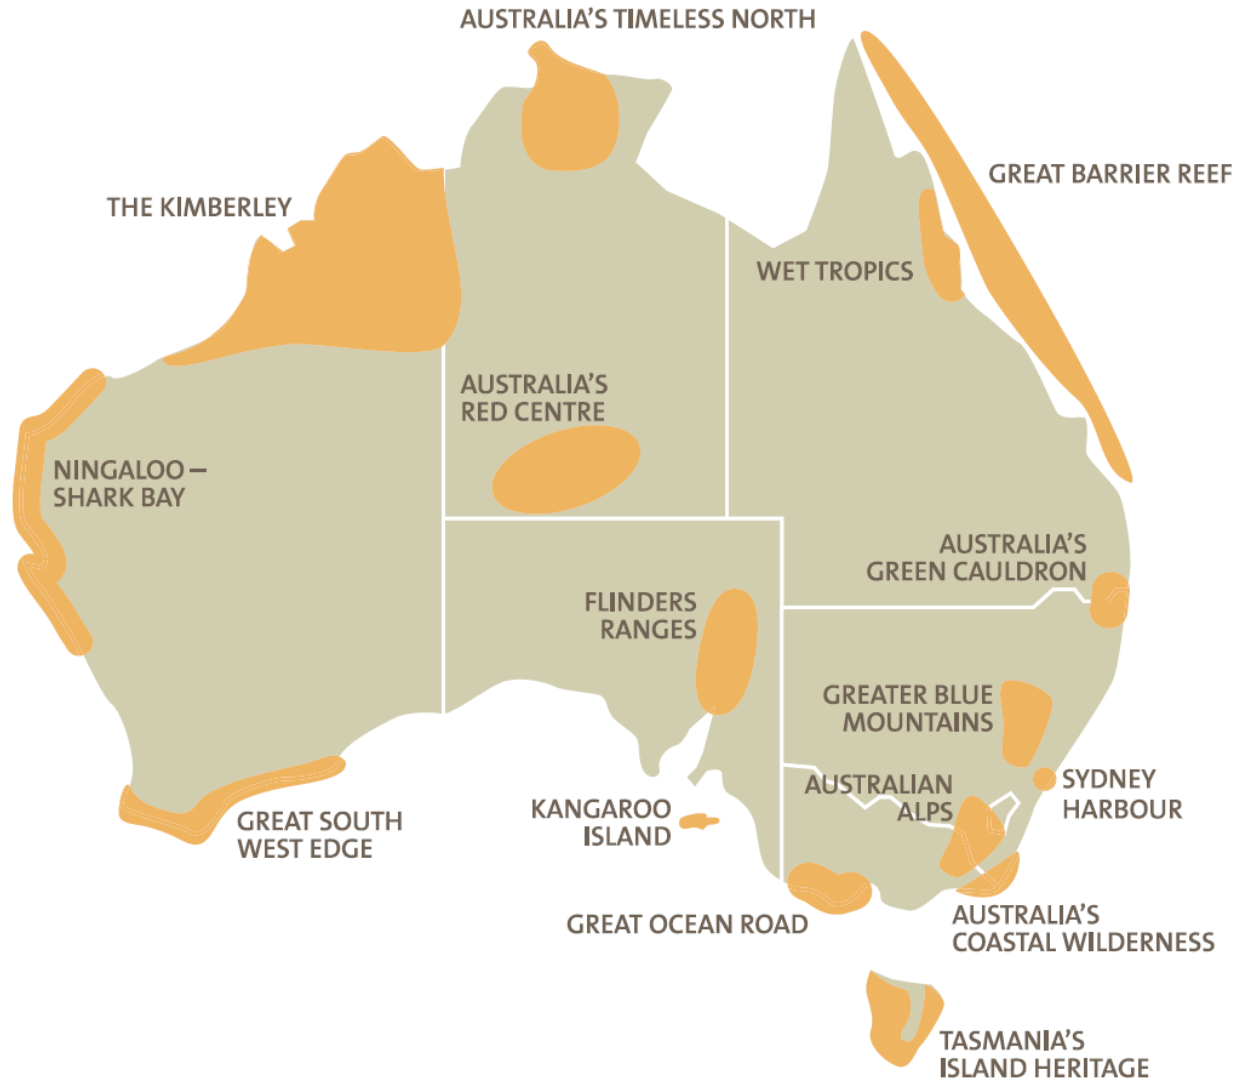 AUSTRALIA'S TIMELESS NORTH
GREAT BARRIER REEF
THE KIMBERLEY
WET TROPICS
AUSTRALIA'S
RED CENTRE
NINGALOO –
SHARK BAY
AUSTRALIA'S
GREEN CAULDRON
FLINDERS
RANGES
GREATER BLUE
MOUNTAINS
AUSTRALIAN
ALPS
SYDNEY
HARBOUR
KANGAROO
ISLAND
GREAT SOUTH
WEST EDGE
GREAT OCEAN ROAD
AUSTRALIA'S
COASTAL WILDERNESS
TASMANIA'S
ISLAND HERITAGE